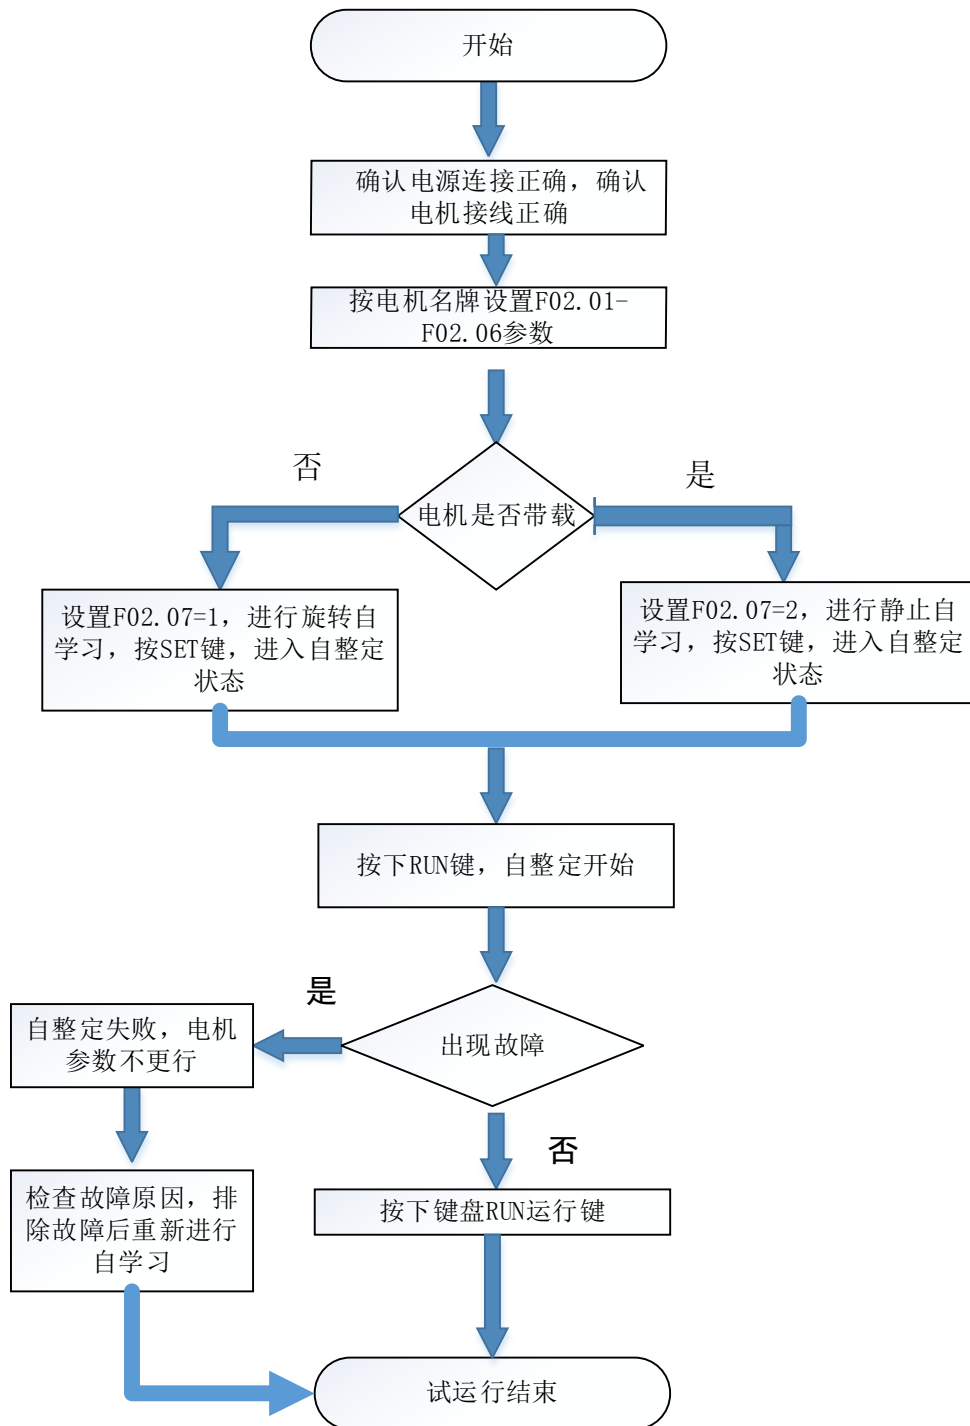 开始
确认电源连接正确，确认
电机接线正确
按电机名牌设置F02.01-
F02.06参数
否
是
电机是否带载
设置F02.07=1，进行旋转自
学习，按SET键，进入自整定
状态
设置F02.07=2，进行静止自
学习，按SET键，进入自整定
状态
按下RUN键，自整定开始
是
出现故障
自整定失败，电机
参数不更行
否
检查故障原因，排
除故障后重新进行
自学习
按下键盘RUN运行键
试运行结束